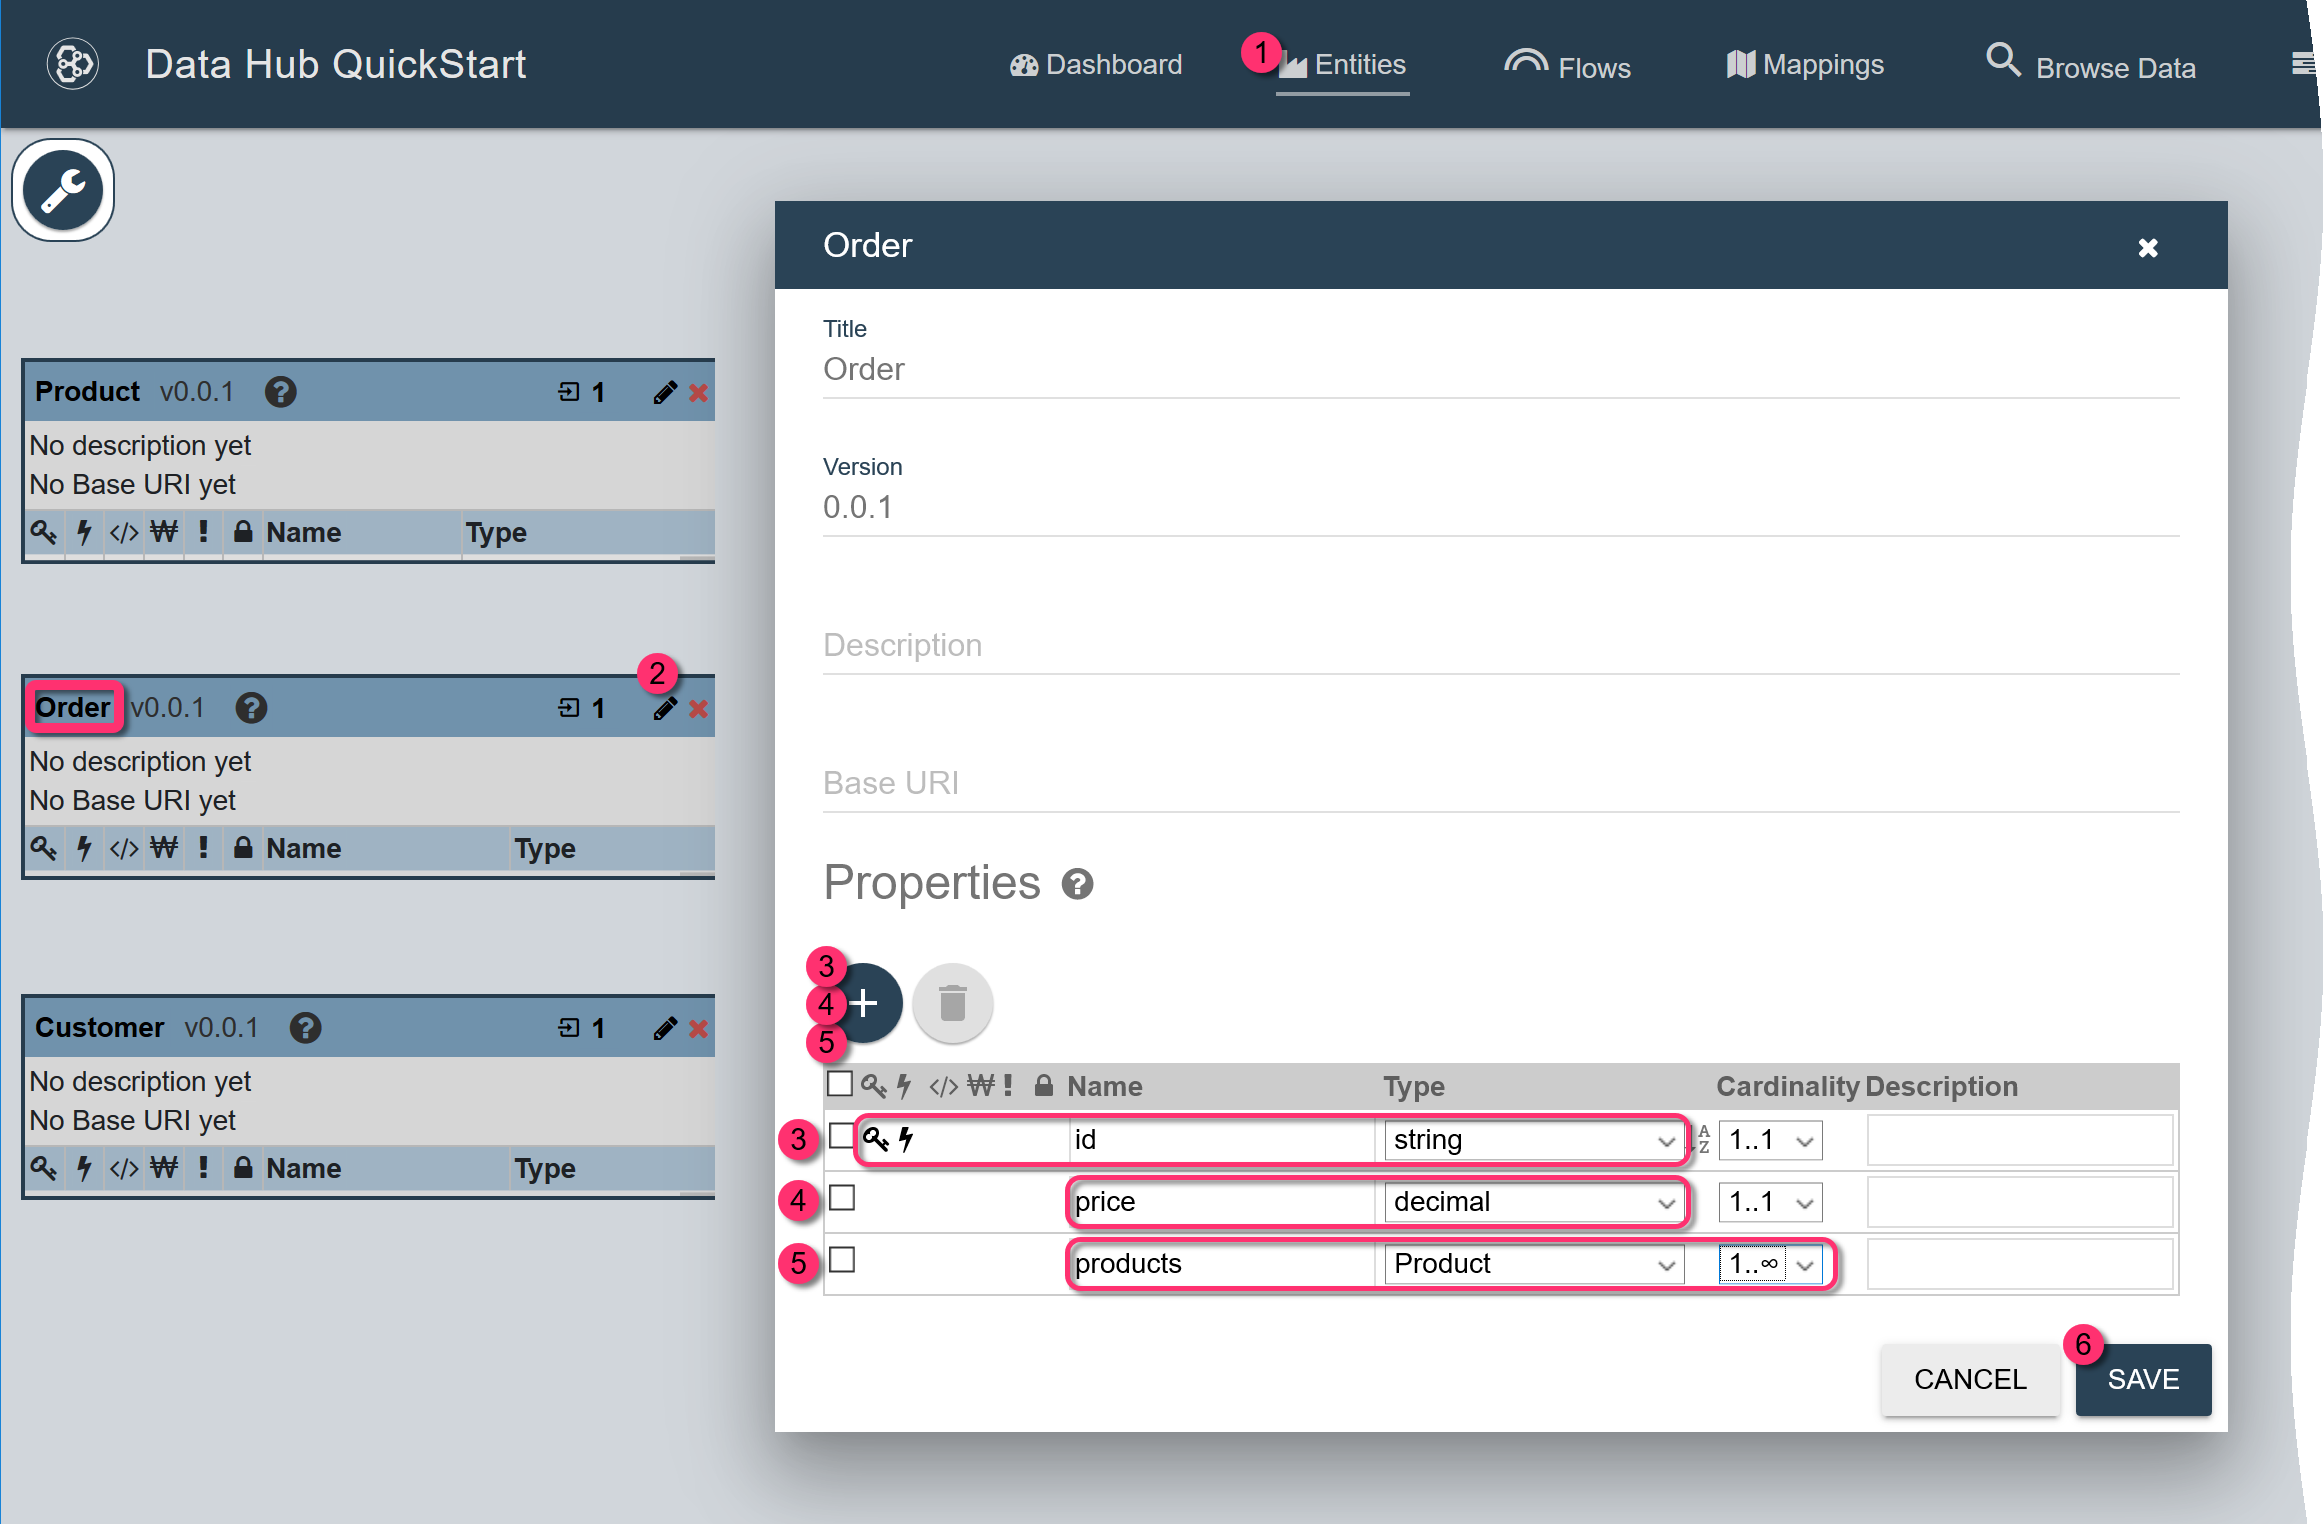 Data Hub QuickStart
Dashboard
1
Entities
Flows
Mappings
Browse Data
Product v0.0.1 ? 1
No description yet
No Base URI yet
</> ₩ ! Name Type
2
Order v0.0.1 ? 1
No description yet
No Base URI yet
</> ₩ ! Name Type
Customer v0.0.1 ? 1
No description yet
No Base URI yet
</> ₩ ! Name Type
Order
Title
Order
Version
0.0.1
Description
Base URI
Properties ?
3
4 +
5
</> ₩ ! Name Type Cardinality Description
3 id string A Z 1..1
4 price decimal 1..1
5 products Product 1..∞
CANCEL
6
SAVE